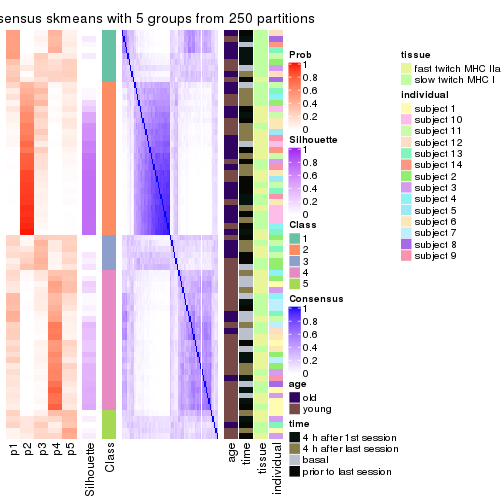 sensus skmeans with 5 groups from 250 partitions
Prob
1
0.8
0.6
0.4
0.2
0
Silhouette
1
0.8
0.6
0.4
0.2
0
Class
1
2
3
4
5
Consensus
1
0.8
0.6
0.4
0.2
0
age
old
young
time
4 h after 1st session
4 h after last session
basal
prior to last session
tissue
fast twitch MHC IIa
slow twitch MHC I
individual
subject 1
subject 10
subject 11
subject 12
subject 13
subject 14
subject 2
subject 3
subject 4
subject 5
subject 6
subject 7
subject 8
subject 9
p1
p2
p3
p4
p5
Silhouette
Class
age
time
tissue
individual